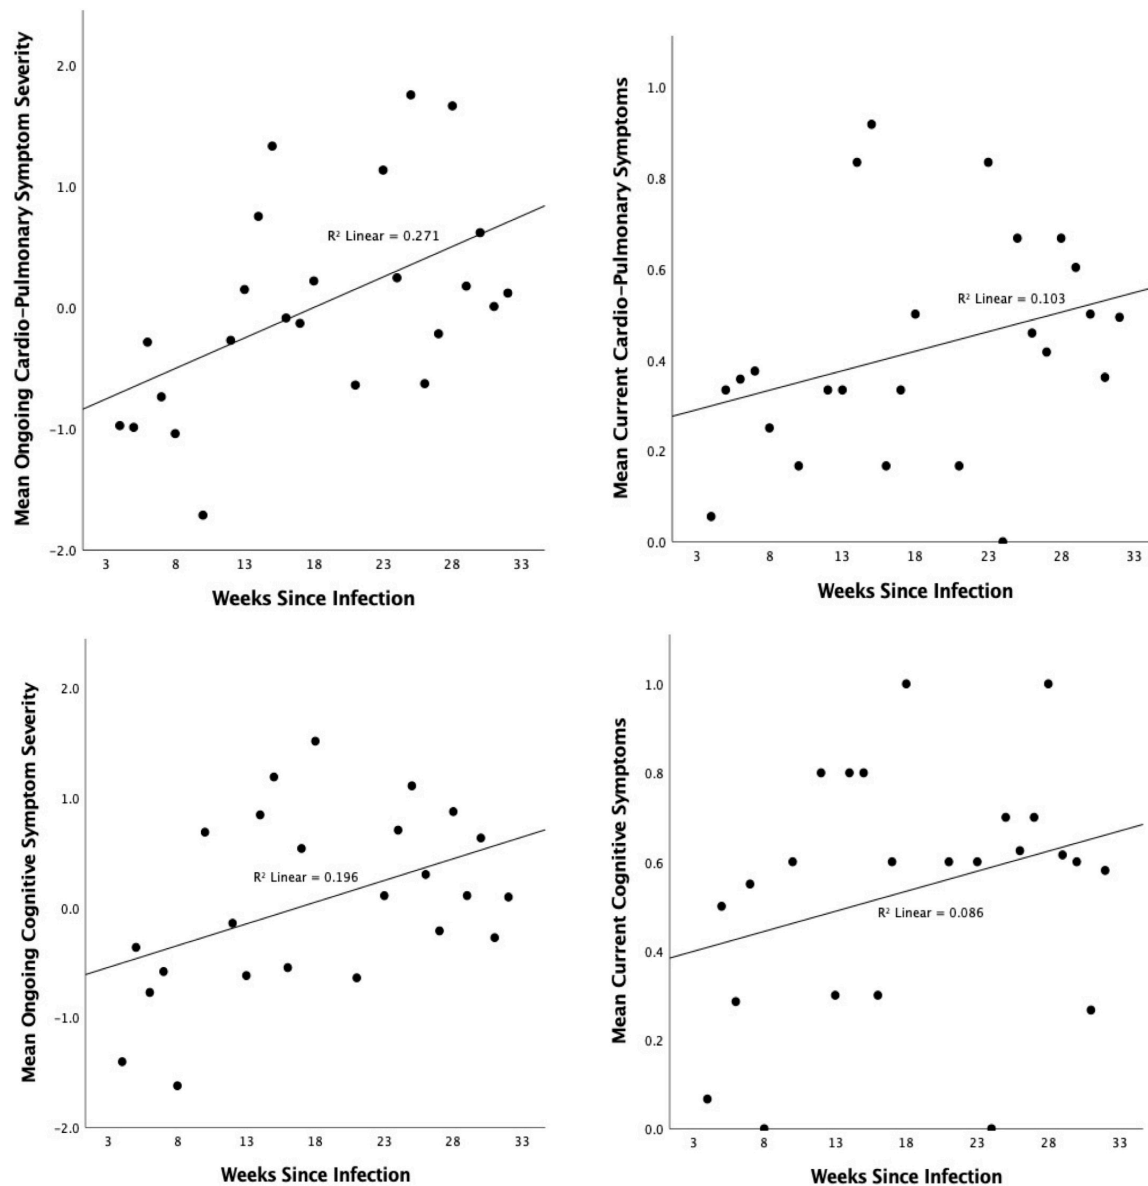 Mean Ongoing Cardio-Pulmonary Symptom Severity
2.0
1.0
0.0
-1.0
-2.0
R² Linear = 0.271
3 8 13 18 23 28 33
Weeks Since Infection
Mean Current Cardio-Pulmonary Symptoms
1.0
0.8
0.6
0.4
0.2
0.0
R² Linear = 0.103
3 8 13 18 23 28 33
Weeks Since Infection
Mean Ongoing Cognitive Symptom Severity
2.0
1.0
0.0
-1.0
-2.0
R² Linear = 0.196
3 8 13 18 23 28 33
Weeks Since Infection
Mean Current Cognitive Symptoms
1.0
0.8
0.6
0.4
0.2
0.0
R² Linear = 0.086
3 8 13 18 23 28 33
Weeks Since Infection